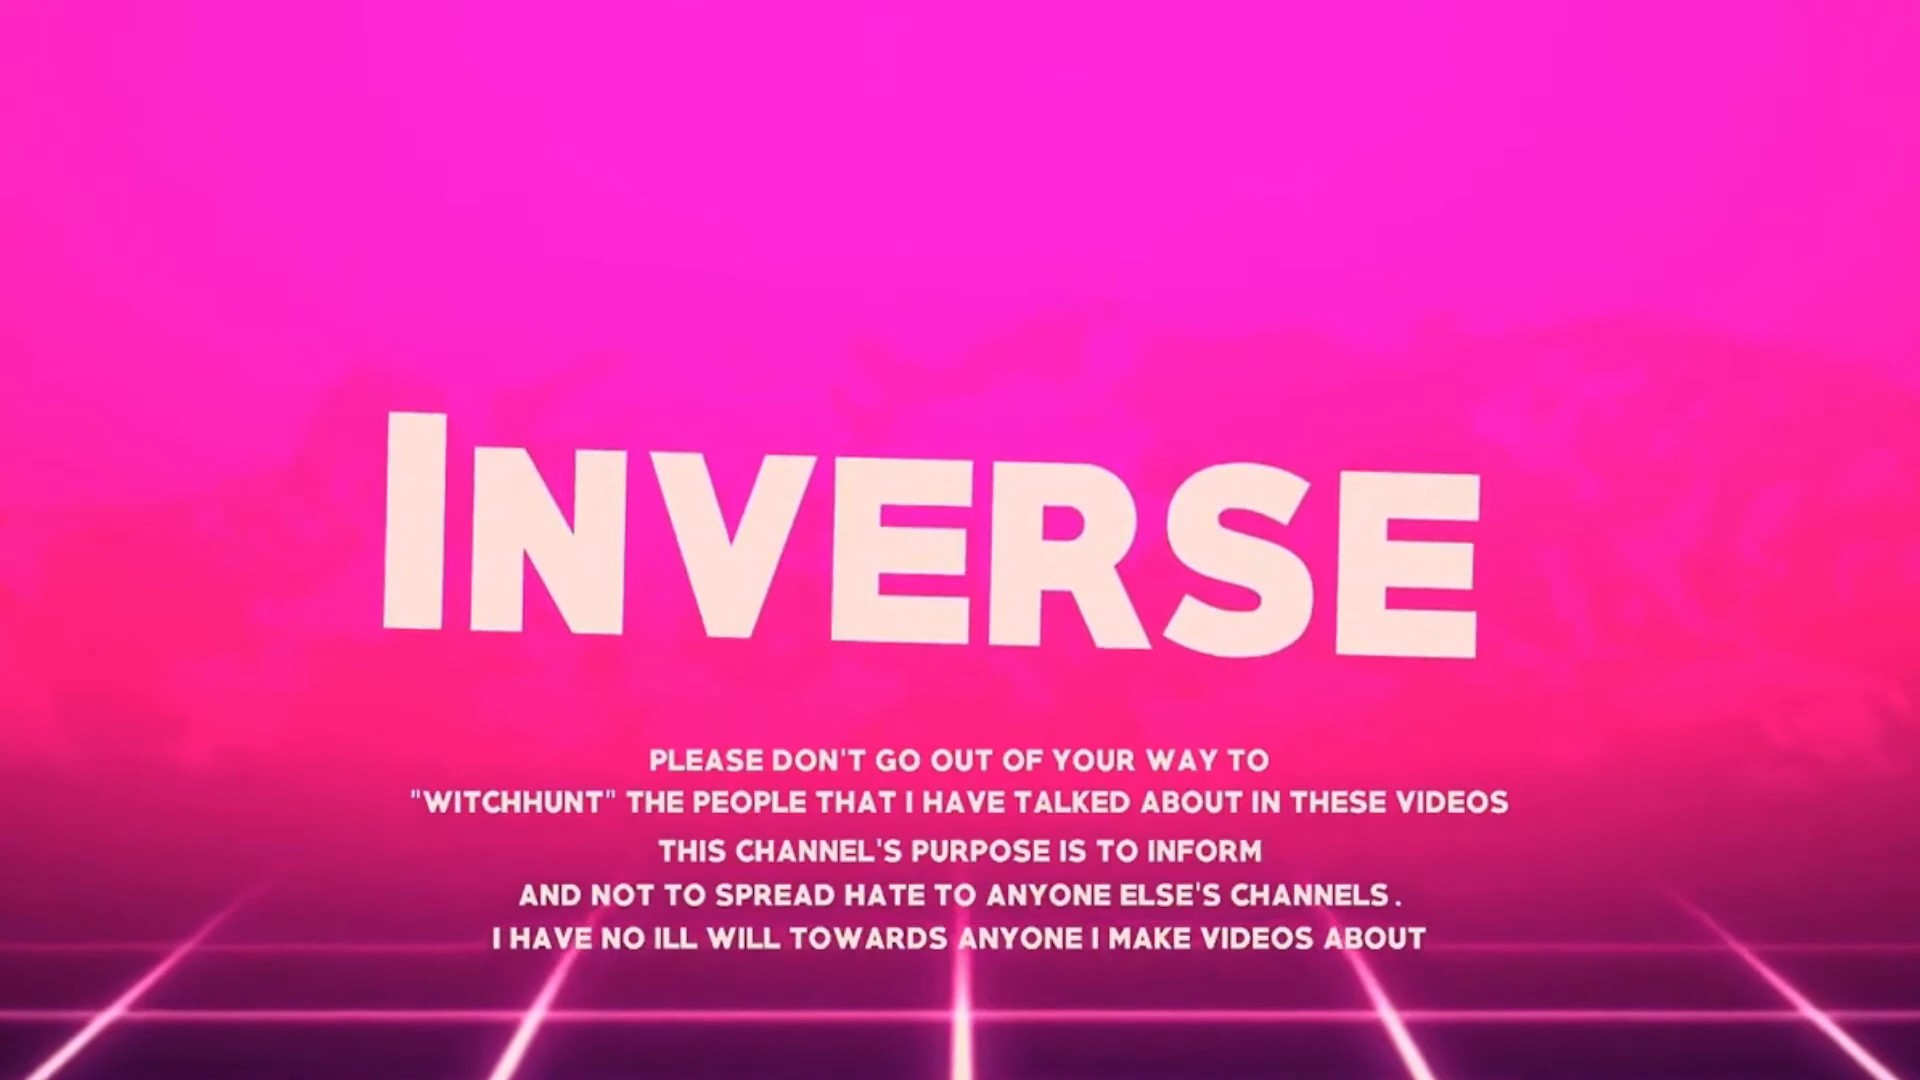 INVERSE
PLEASE DON'T GO OUT OF YOUR WAY TO
"WITCHHUNT" THE PEOPLE THAT I HAVE TALKED ABOUT IN THESE VIDEOS
THIS CHANNEL'S PURPOSE IS TO INFORM
AND NOT TO SPREAD HATE TO ANYONE ELSE'S CHANNELS.
I HAVE NO ILL WILL TOWARDS ANYONE I MAKE VIDEOS ABOUT